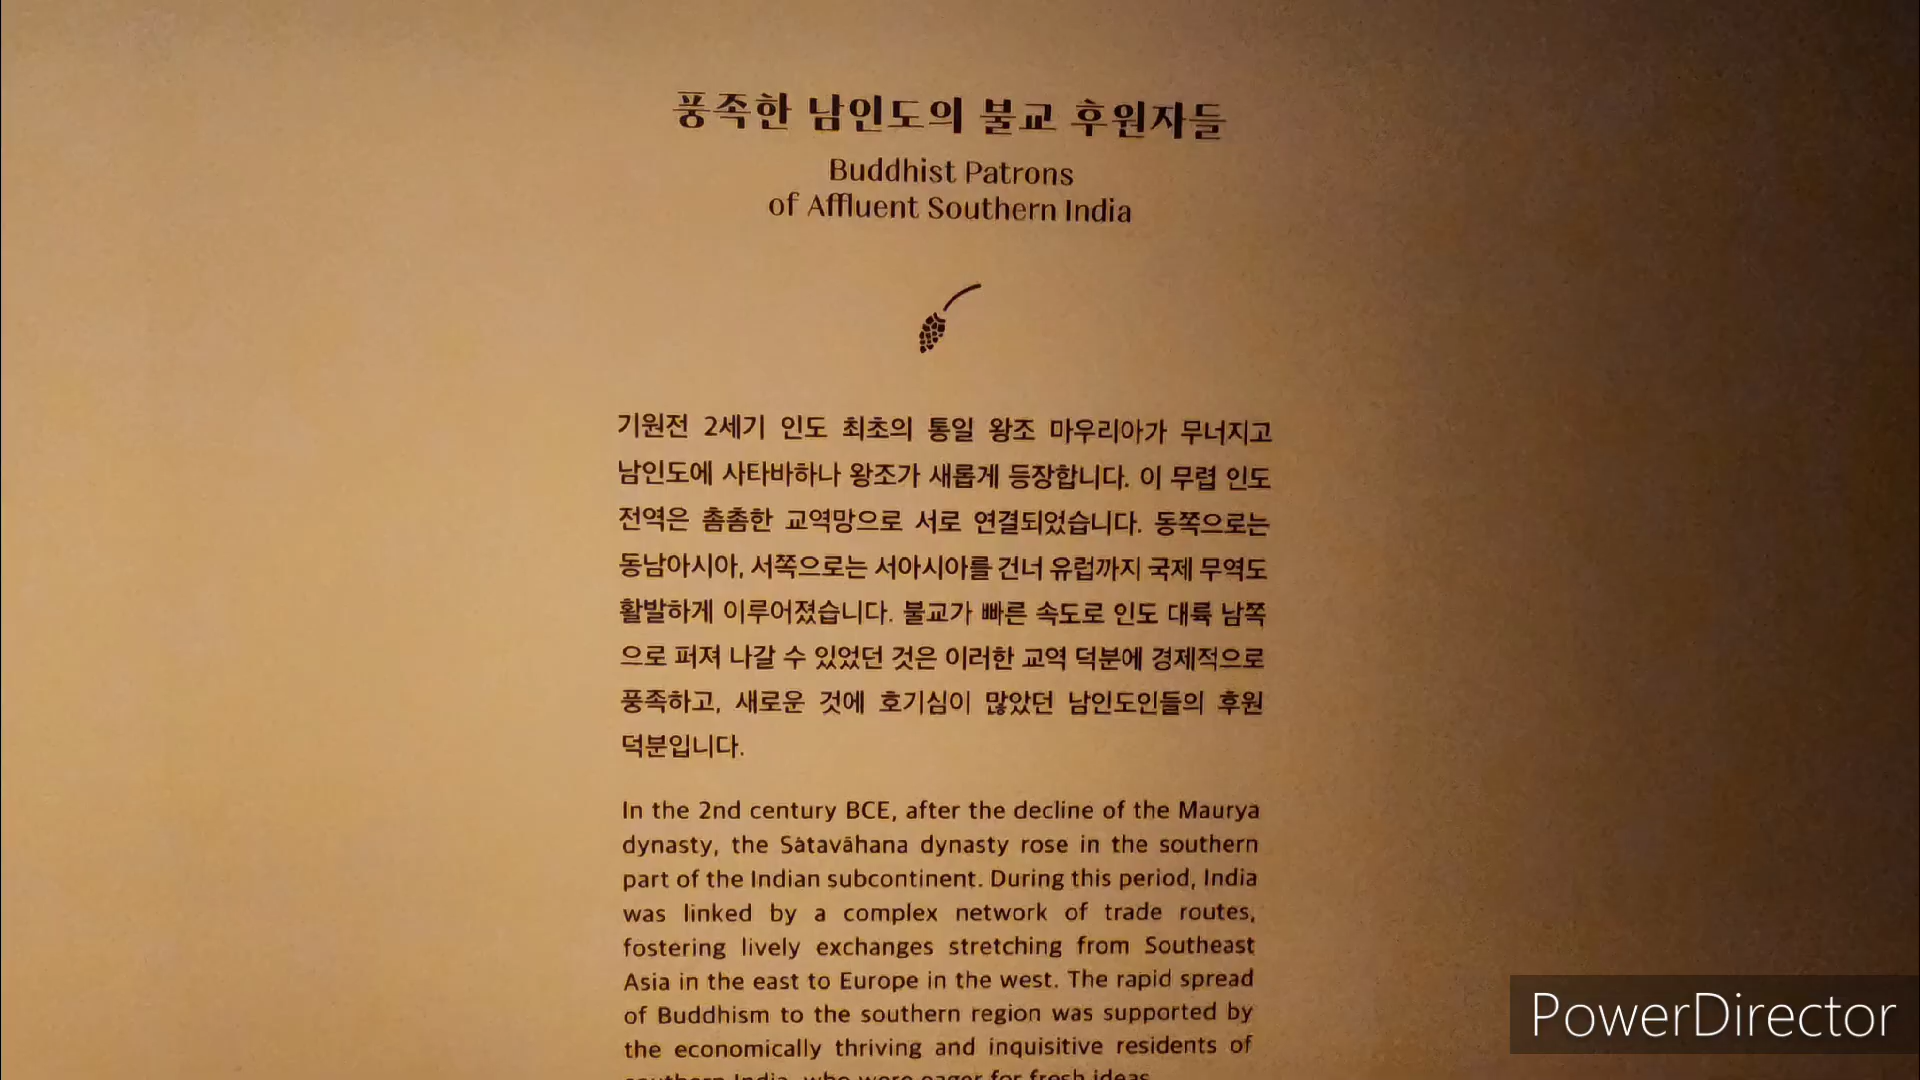 풍족한 남인도의 불교 후원자들
Buddhist Patrons
of Affluent Southern India
기원전 2세기 인도 최초의 통일 왕조 마우리아가 무너지고
남인도에 사타바하나 왕조가 새롭게 등장합니다. 이 무렵 인도
전역은 촘촘한 교역망으로 서로 연결되었습니다. 동쪽으로는
동남아시아, 서쪽으로는 서아시아를 건너 유럽까지 국제 무역도
활발하게 이루어졌습니다. 불교가 빠른 속도로 인도 대륙 남쪽
으로 퍼져 나갈 수 있었던 것은 이러한 교역 덕분에 경제적으로
풍족하고, 새로운 것에 호기심이 많았던 남인도인들의 후원
덕분입니다.
In the 2nd century BCE, after the decline of the Maurya
dynasty, the Sātavāhana dynasty rose in the southern
part of the Indian subcontinent. During this period, India
was linked by a complex network of trade routes,
fostering lively exchanges stretching from Southeast
Asia in the east to Europe in the west. The rapid spread
of Buddhism to the southern region was supported by
the economically thriving and inquisitive residents of
southern India, who were eager for fresh ideas.
PowerDirector